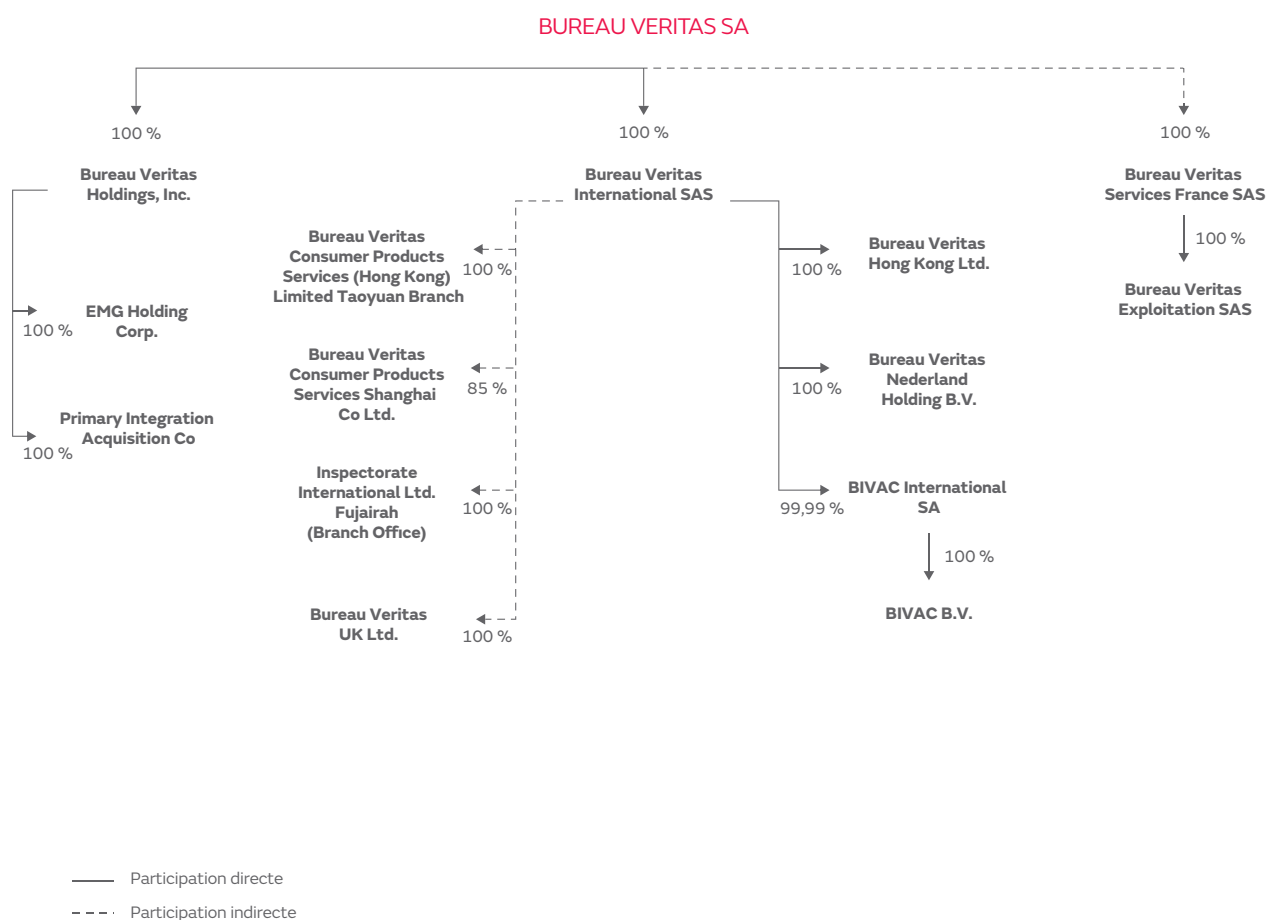 BUREAU VERITAS SA
100 %
100 %
100 %
Bureau Veritas
Holdings, Inc.
EMG Holding
Corp.
100 %
Primary Integration
Acquisition Co
100 %
Bureau Veritas
International SAS
Bureau Veritas
Consumer Products
Services (Hong Kong)
Limited Taoyuan Branch
100 %
Bureau Veritas
Consumer Products
Services Shanghai
Co Ltd.
85 %
Inspectorate
International Ltd.
Fujairah
(Branch Office)
100 %
Bureau Veritas
UK Ltd.
100 %
Bureau Veritas
Hong Kong Ltd.
100 %
Bureau Veritas
Nederland
Holding B.V.
100 %
BIVAC International
SA
99,99 %
100 %
BIVAC B.V.
Bureau Veritas
Services France SAS
100 %
Bureau Veritas
Exploitation SAS
Participation directe
Participation indirecte